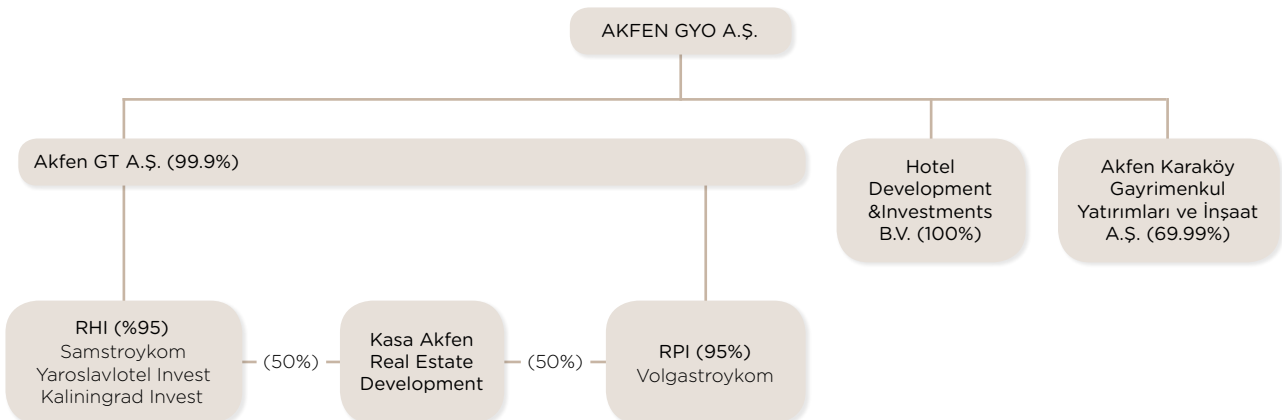 AKFEN GYO A.Ş.
Akfen GT A.Ş. (99.9%)
Hotel
Development
&Investments
B.V. (100%)
Akfen Karaköy
Gayrimenkul
Yatırımları ve İnşaat
A.Ş. (69.99%)
RHI (%95)
Samstroykom
Yaroslavlotel Invest
Kaliningrad Invest
(50%)
Kasa Akfen
Real Estate
Development
(50%)
RPI (95%)
Volgastroykom